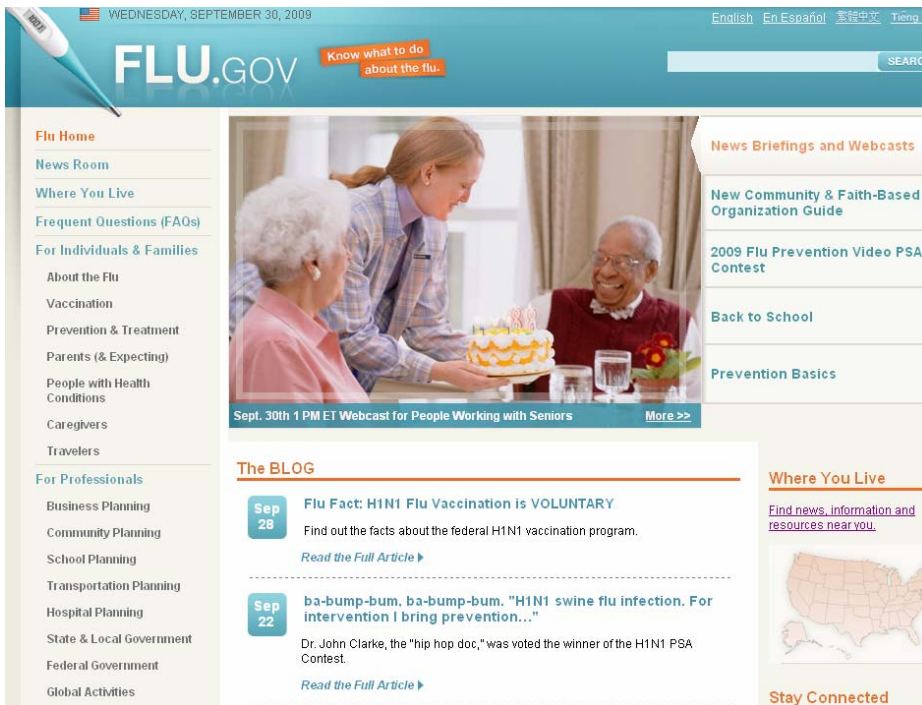 WEDNESDAY, SEPTEMBER 30, 2009
English En Español 繁體中文 Tiếng
FLU.GOV
Know what to do
about the flu.
SEARC
Flu Home
News Room
Where You Live
Frequent Questions (FAQs)
For Individuals & Families
About the Flu
Vaccination
Prevention & Treatment
Parents (& Expecting)
People with Health
Conditions
Caregivers
Travelers
For Professionals
Business Planning
Community Planning
School Planning
Transportation Planning
Hospital Planning
State & Local Government
Federal Government
Global Activities
Sept. 30th 1 PM ET Webcast for People Working with Seniors
More >>
News Briefings and Webcasts
New Community & Faith-Based
Organization Guide
2009 Flu Prevention Video PSA
Contest
Back to School
Prevention Basics
The BLOG
Sep
28
Flu Fact: H1N1 Flu Vaccination is VOLUNTARY
Find out the facts about the federal H1N1 vaccination program.
Read the Full Article
Sep
22
ba-bump-bum, ba-bump-bum. "H1N1 swine flu infection. For
intervention I bring prevention..."
Dr. John Clarke, the "hip hop doc," was voted the winner of the H1N1 PSA
Contest.
Read the Full Article
Where You Live
Find news, information and
resources near you.
Stay Connected